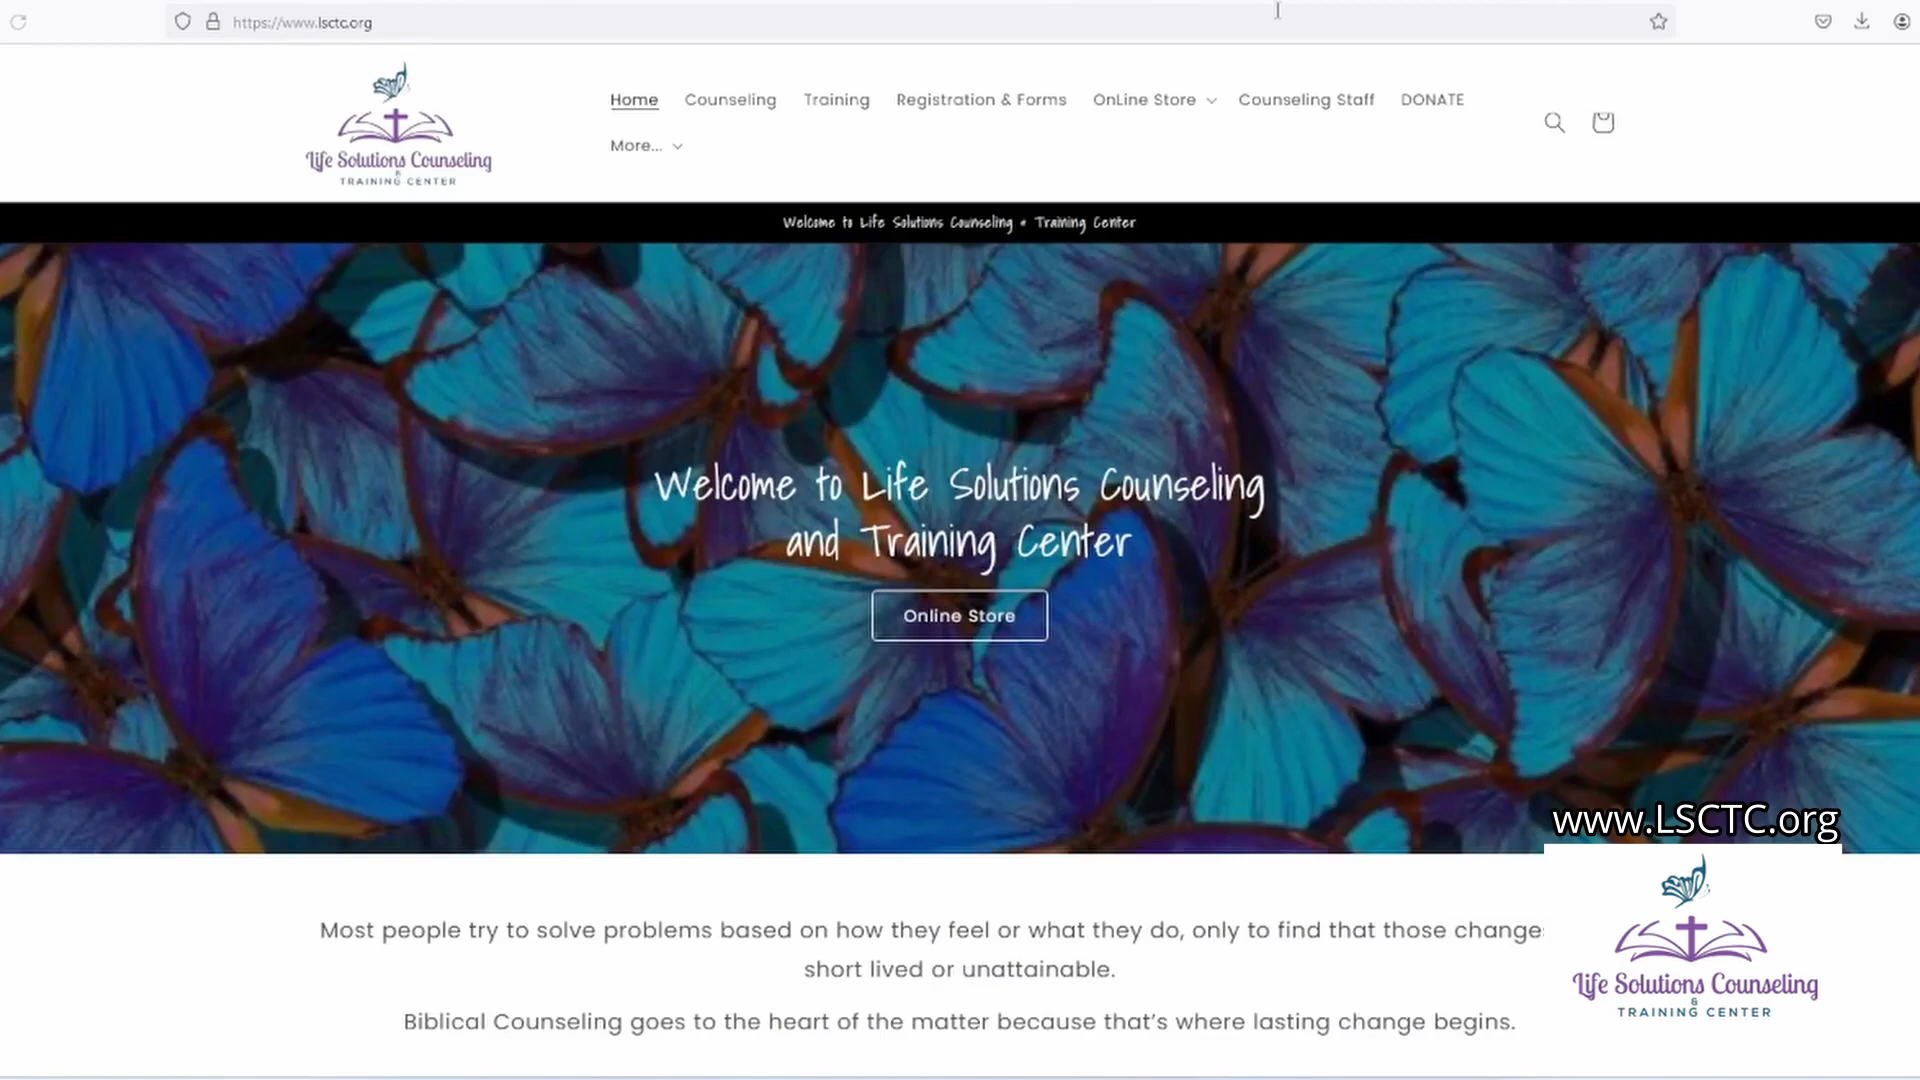 https://www.lsctc.org
Life Solutions Counseling
&
TRAINING CENTER
Home Counseling Training Registration & Forms OnLine Store Counseling Staff DONATE
More...
Welcome to Life Solutions Counseling & Training Center
Welcome to Life Solutions Counseling
and Training Center
Online Store
www.LSCTC.org
Most people try to solve problems based on how they feel or what they do, only to find that those change
short lived or unattainable.
Biblical Counseling goes to the heart of the matter because that's where lasting change begins.
Life Solutions Counseling
&
TRAINING CENTER